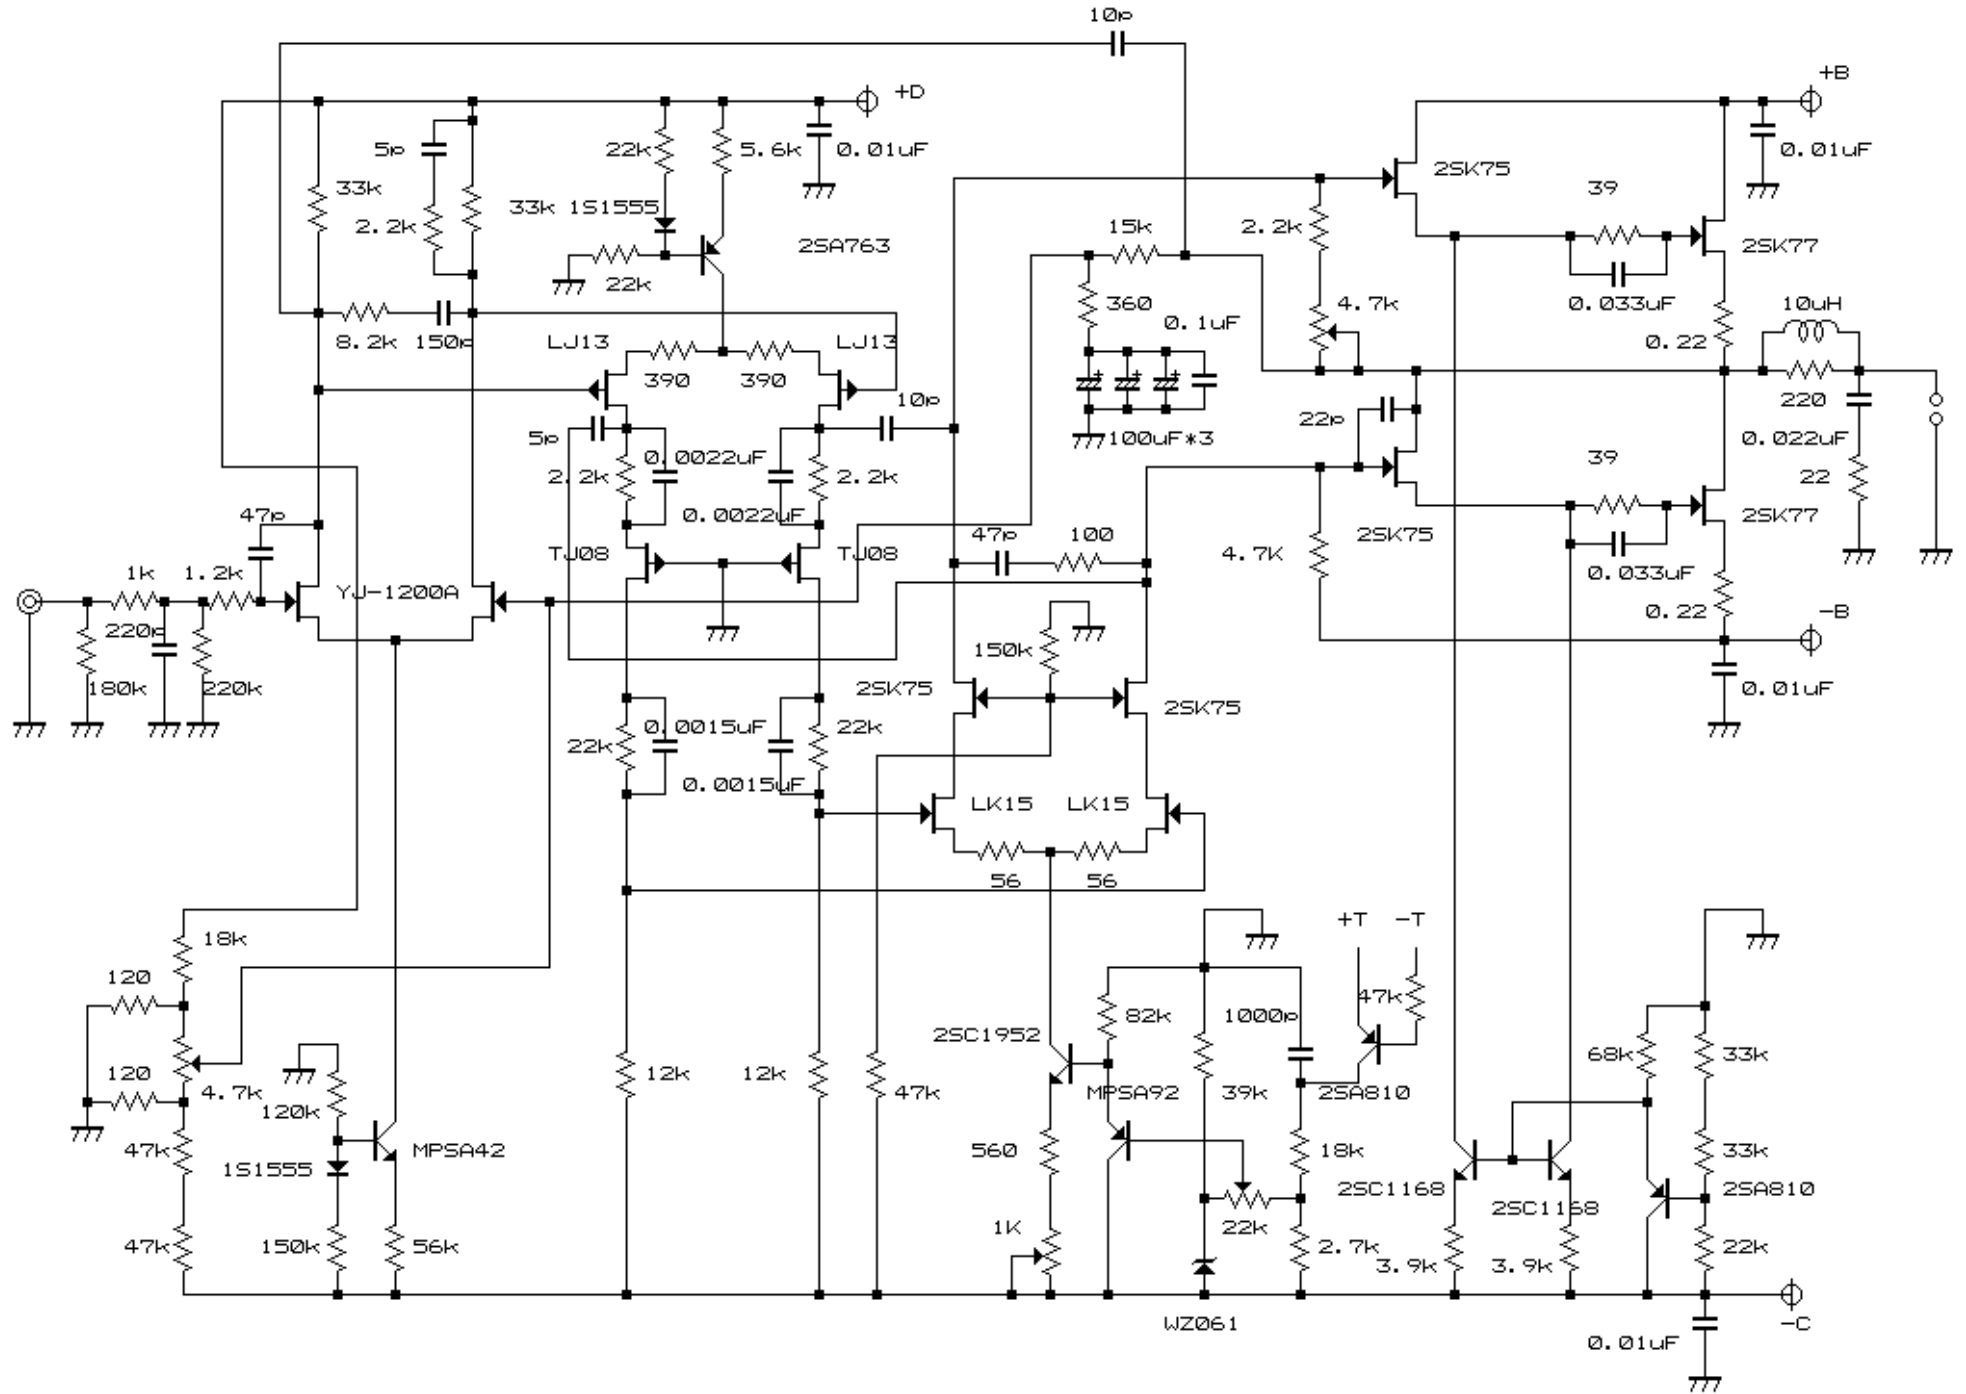 10p
+D
+B
5p
22k
5.6k
0.01uF
0.01uF
2SK75
39
33k
33k
1S1555
2.2k
15k
2.2k
2SA763
2SK77
22k
0.033uF
10uH
360
4.7k
0.1uF
8.2k
150p
LJ13
LJ13
0.22
390
390
10p
220
22p
5p
100uF*3
0.022uF
0.0022uF
2.2k
2.2k
39
22
47p
0.0022uF
2SK77
47p
100
2SK75
TJ08
TJ08
4.7K
1k
1.2k
YJ-1200A
0.033uF
0.22
-B
220p
150k
180k
220k
2SK75
2SK75
0.01uF
0.0015uF
22k
22k
0.0015uF
LK15
LK15
56
56
+T
-T
18k
120
47k
82k
1000p
2SC1952
68k
33k
120
4.7k
120k
12k
12k
47k
MPSA92
39k
2SA810
47k
MPSA42
560
18k
33k
1S1555
2SC1168
2SA810
2SC1168
1K
22k
47k
150k
56k
2.7k
3.9k
3.9k
22k
WZ061
-C
0.01uF